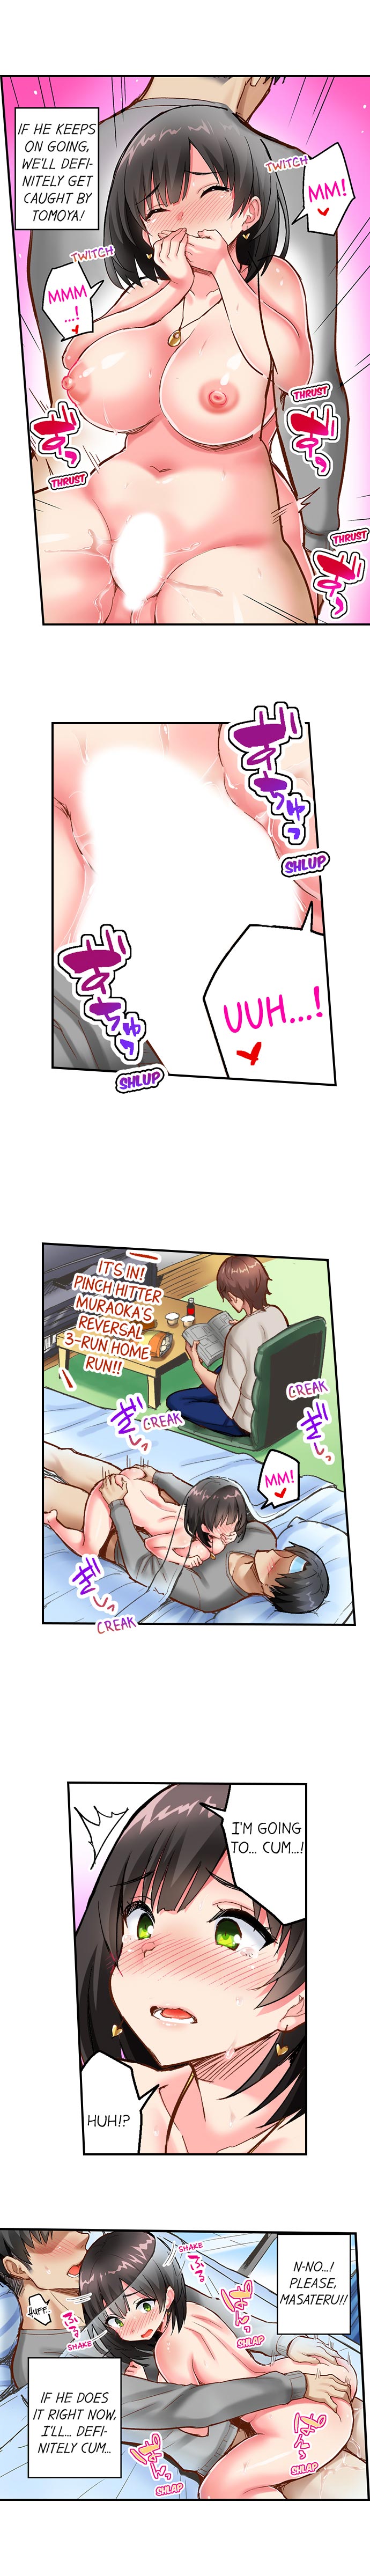 IF HE KEEPS
ON GOING,
WE'LL DEFI-
NITELY GET
CAUGHT BY
TOMOYA!
TWITCH
MM!
TWITCH
MMM
...!
THRUST
THRUST
THRUST
SHLUP
UUH...!
SHLUP
IT'S IN!
PINCH HITTER
MURAOKA'S
REVERSAL
3-RUN HOME
RUN!!
CREAK
CREAK
MM!
CREAK
I'M GOING
TO... CUM...!
HUH!?
N-NO...!
PLEASE,
MASATERU!!
SHAKE
HUFF
SHAKE
SHLAP
IF HE DOES
IT RIGHT NOW,
I'LL... DEFI-
NITELY CUM...
SHLAP
SHLAP